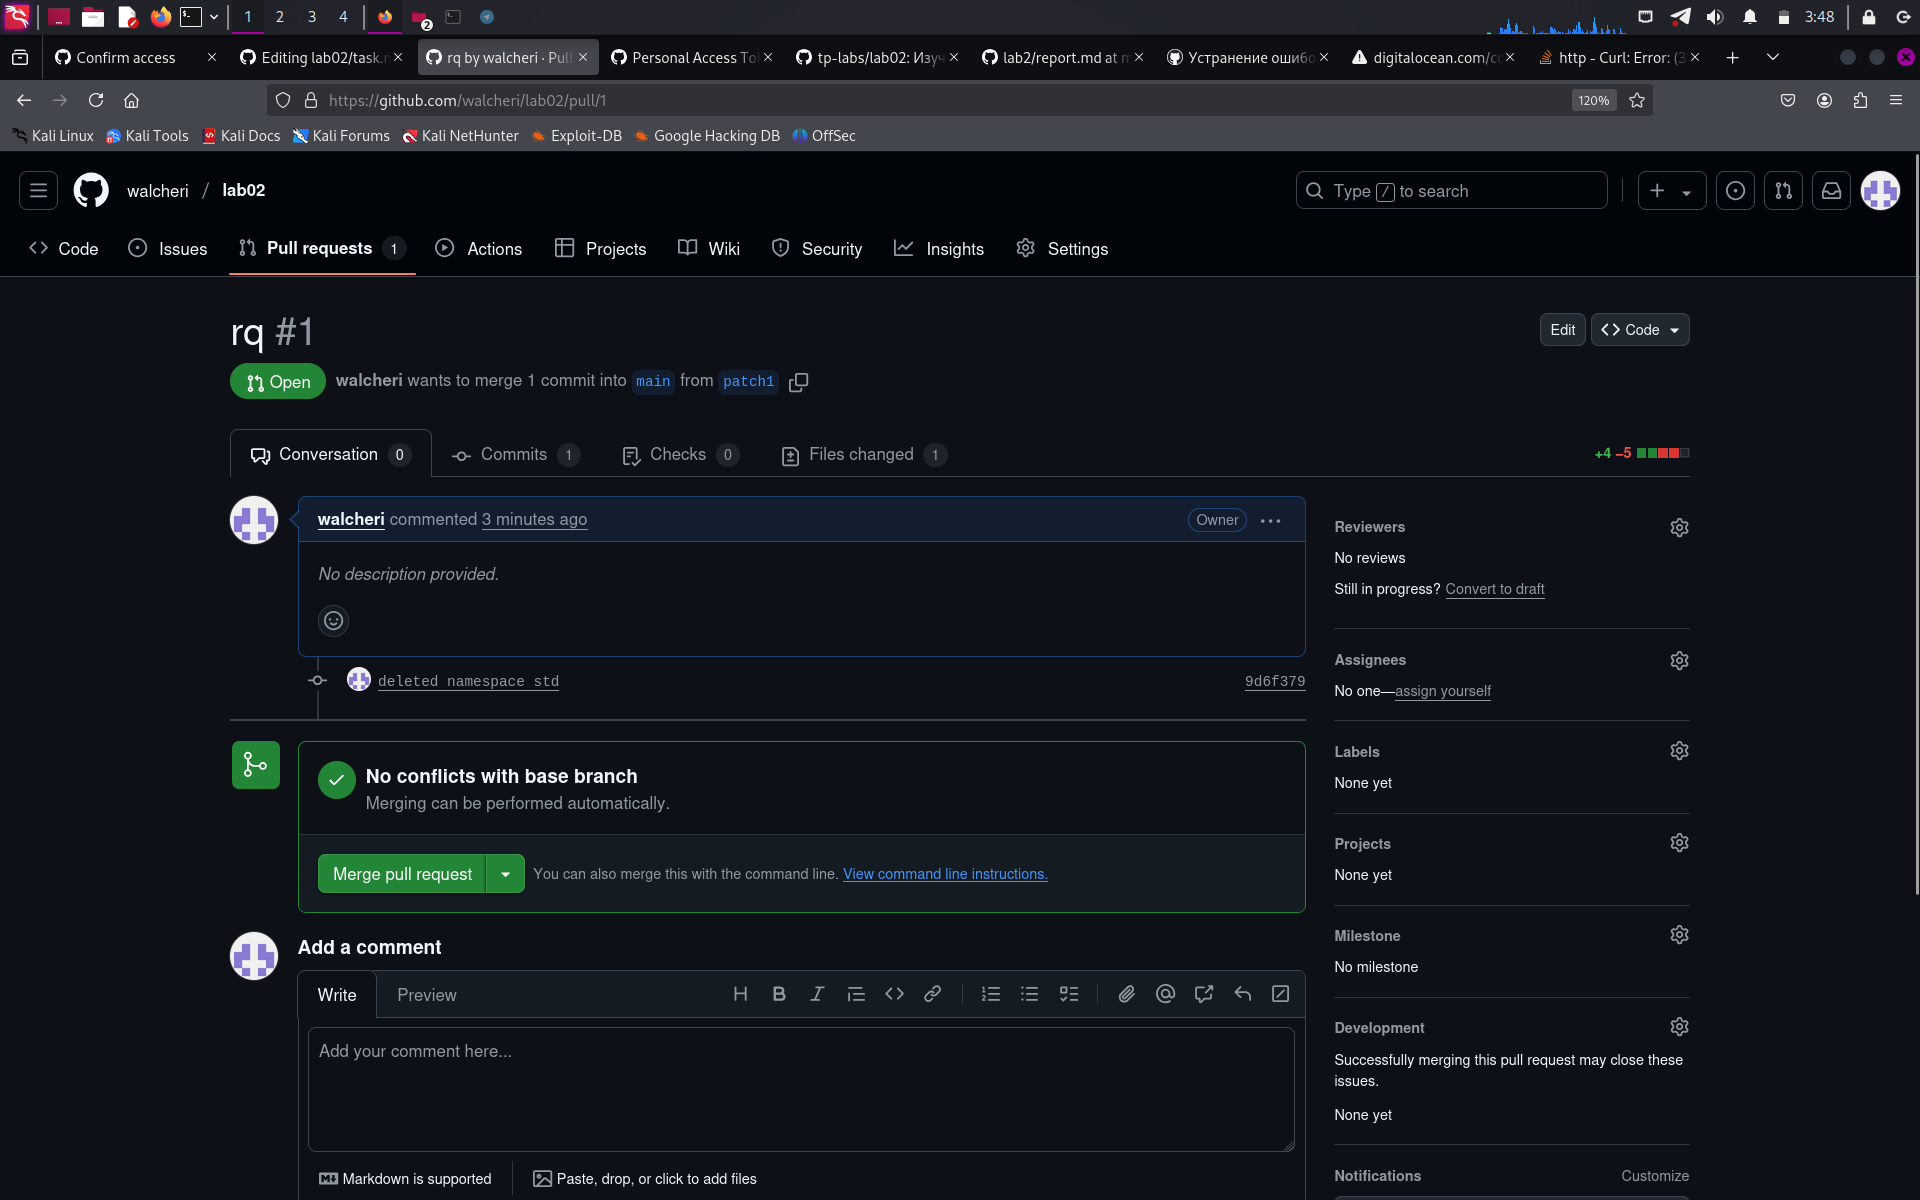 1 2 3 4
2
3:48
Confirm access
Editing lab02/task.r
rq by walcheri · Pull
Personal Access To
tp-labs/lab02: Изуч
lab2/report.md at m
Устранение ошибо
digitalocean.com/co
http - Curl: Error: (3
https://github.com/walcheri/lab02/pull/1
120%
Kali Linux Kali Tools Kali Docs Kali Forums Kali NetHunter Exploit-DB Google Hacking DB OffSec
walcheri / lab02
Type / to search
Code Issues Pull requests 1 Actions Projects Wiki Security Insights Settings
rq #1
Edit
Code
Open
walcheri wants to merge 1 commit into main from patch1
Conversation 0 Commits 1 Checks 0 Files changed 1
+4 −5
walcheri commented 3 minutes ago
Owner
No description provided.
deleted namespace std
9d6f379
No conflicts with base branch
Merging can be performed automatically.
Merge pull request
You can also merge this with the command line. View command line instructions.
Add a comment
Write Preview
H B I
Add your comment here...
Markdown is supported
Paste, drop, or click to add files
Reviewers
No reviews
Still in progress? Convert to draft
Assignees
No one—assign yourself
Labels
None yet
Projects
None yet
Milestone
No milestone
Development
Successfully merging this pull request may close these
issues.
None yet
Notifications
Customize